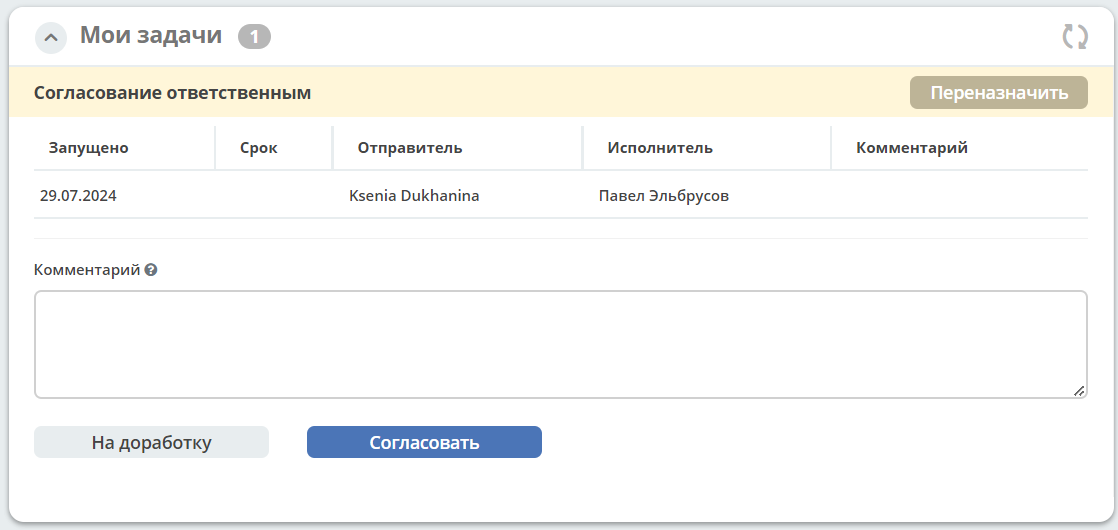 Мои задачи 1
Согласование ответственным Переназначить
Запущено Срок Отправитель Исполнитель Комментарий
29.07.2024 Ksenia Dukhanina Павел Эльбрусов
Комментарий ?
На доработку Согласовать